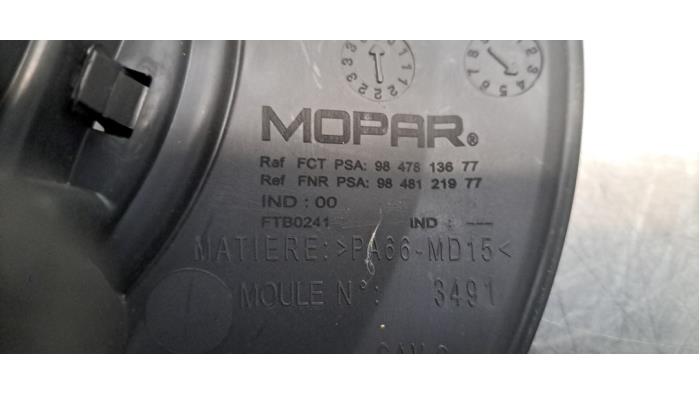 MOPAR®
Ref FCT PSA: 98 478 136 77
Ref FNR PSA: 98 481 219 77
IND : 00
FTB0241 IND : ---
MATIERE: >PA66-MD15<
MOULE N° : 3491